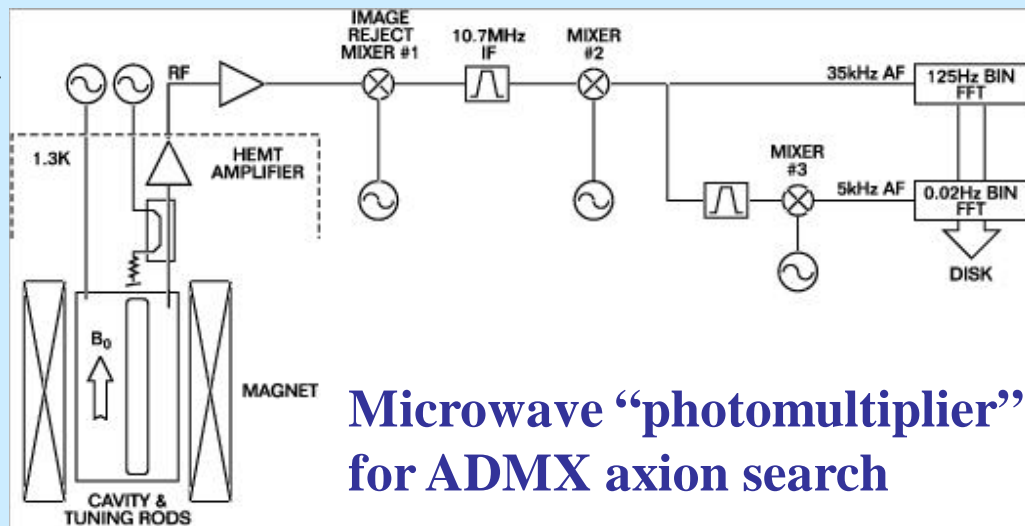 IMAGE
REJECT
MIXER #1
10.7MHz
IF
MIXER
#2
RF
35kHz AF
125Hz BIN
FFT
1.3K
HEMT
AMPLIFIER
MIXER
#3
5kHz AF
0.02Hz BIN
FFT
DISK
B₀
MAGNET
CAVITY &
TUNING RODS
Microwave “photomultiplier”
for ADMX axion search